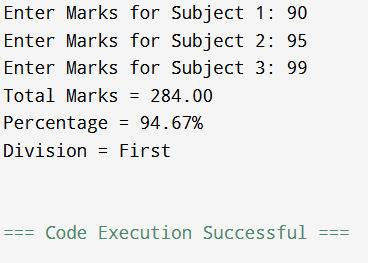 Enter Marks for Subject 1: 90
Enter Marks for Subject 2: 95
Enter Marks for Subject 3: 99
Total Marks = 284.00
Percentage = 94.67%
Division = First
=== Code Execution Successful ===